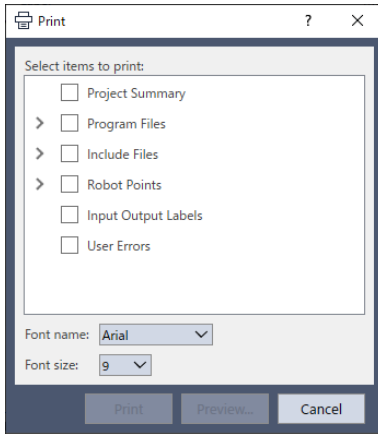 Print
?
Select items to print:
Project Summary
Program Files
Include Files
Robot Points
Input Output Labels
User Errors
Font name: Arial
Font size: 9
Print Preview... Cancel